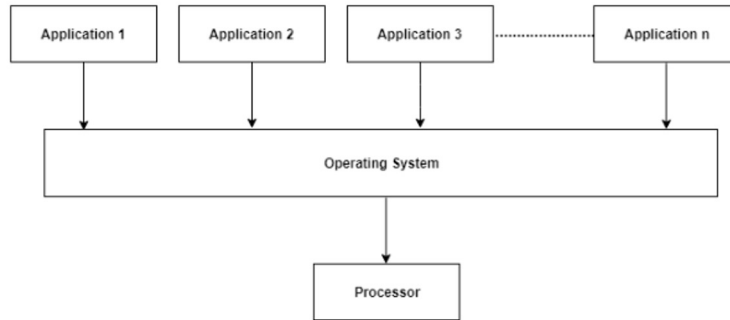 Application 1
Application 2
Application 3
Application n
Operating System
Processor